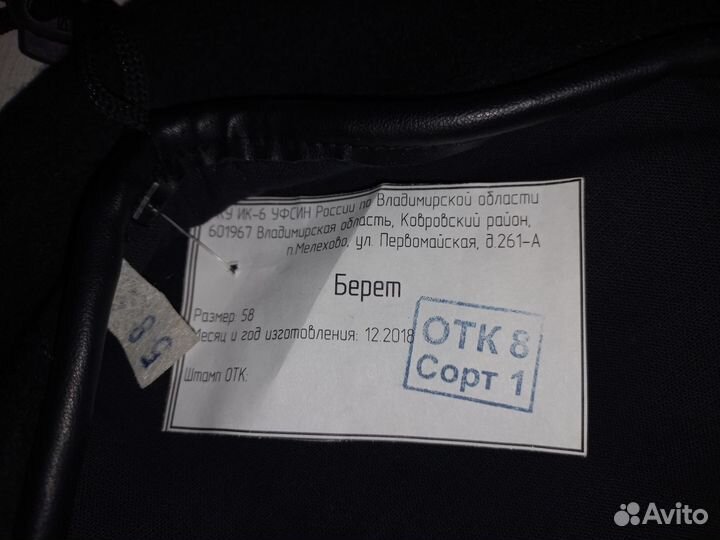 КУ ИК-6 УФСИН России по Владимирской области
601967 Владимирская область, Ковровский район,
п.Мелехово, ул. Первомайская, д.261-А
Берет
Размер: 58
Месяц и год изготовления: 12.2018
Штамп ОТК:
ОТК 8
Сорт 1
58
Avito